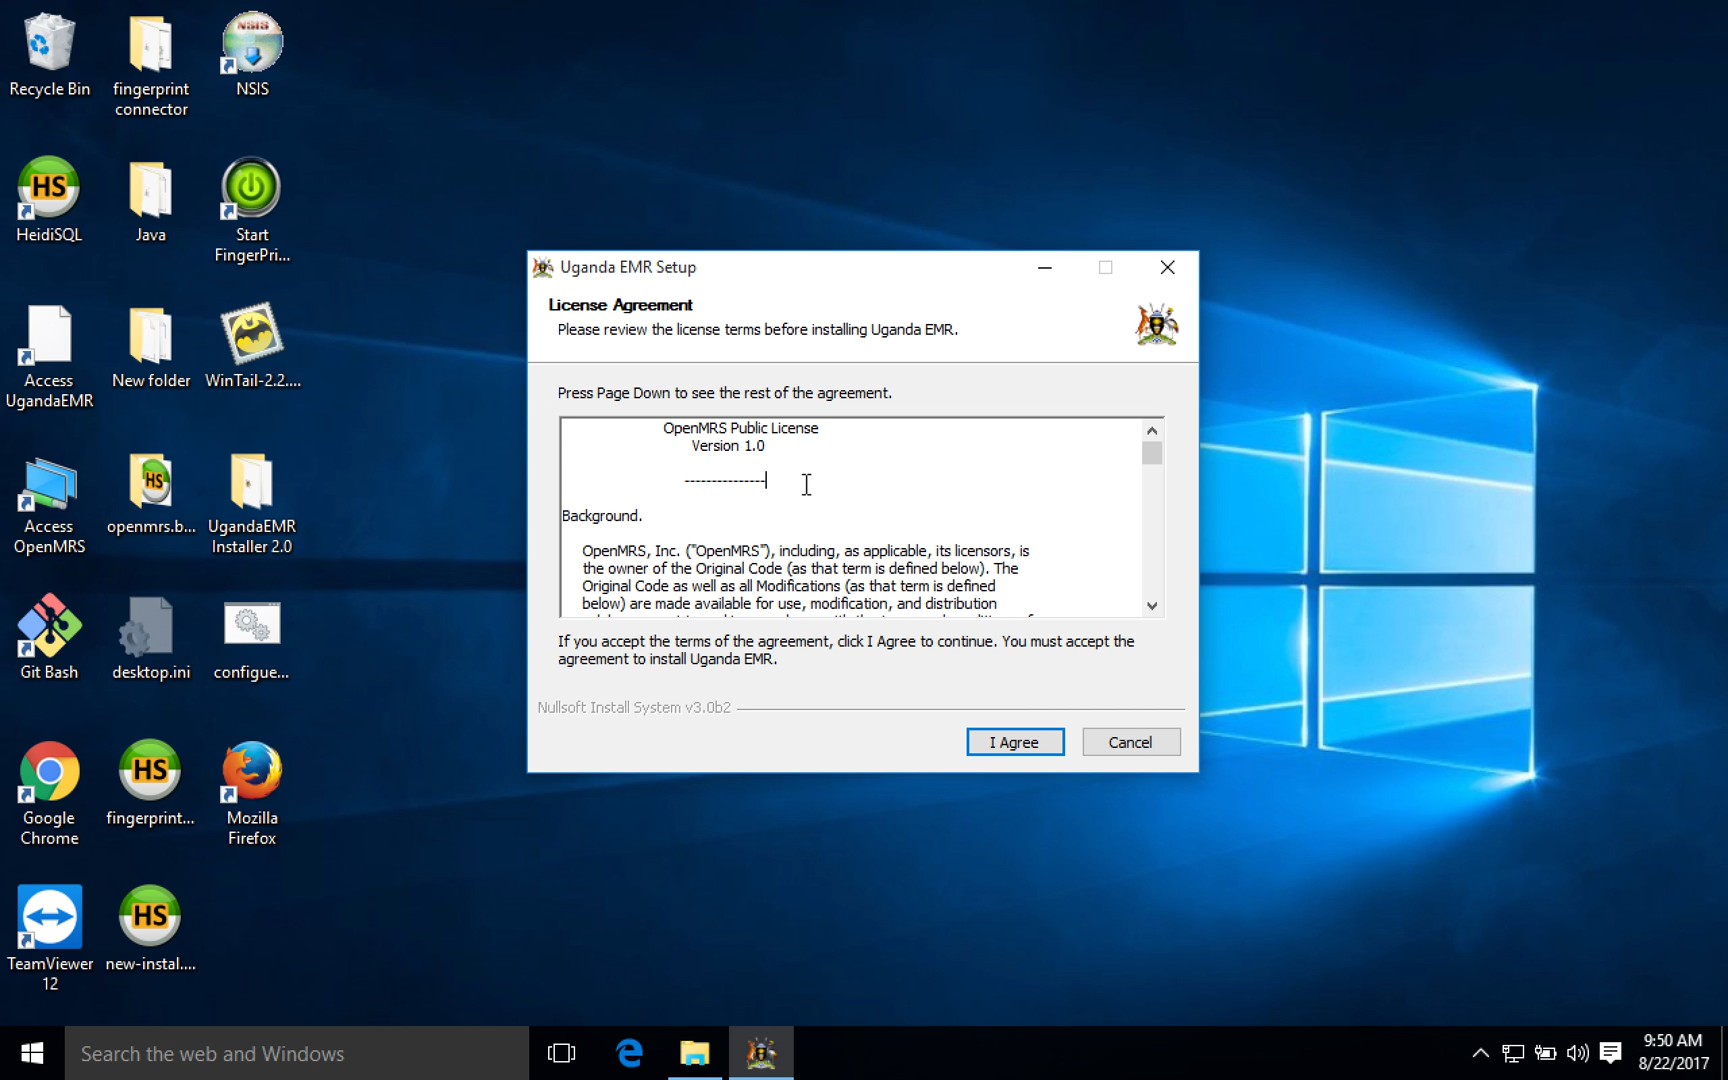 Recycle Bin
fingerprint
connector
NSIS
HeidiSQL
Java
Start
FingerPri...
Access
UgandaEMR
New folder
WinTail-2.2....
Access
OpenMRS
openmrs.b...
UgandaEMR
Installer 2.0
Git Bash
desktop.ini
configue...
Google
Chrome
fingerprint...
Mozilla
Firefox
TeamViewer
12
new-instal....
Uganda EMR Setup
License Agreement
Please review the license terms before installing Uganda EMR.
Press Page Down to see the rest of the agreement.
OpenMRS Public License
Version 1.0
---------------
Background.
OpenMRS, Inc. ("OpenMRS"), including, as applicable, its licensors, is
the owner of the Original Code (as that term is defined below). The
Original Code as well as all Modifications (as that term is defined
below) are made available for use, modification, and distribution
If you accept the terms of the agreement, click I Agree to continue. You must accept the
agreement to install Uganda EMR.
Nullsoft Install System v3.0b2
I Agree
Cancel
Search the web and Windows
9:50 AM
8/22/2017